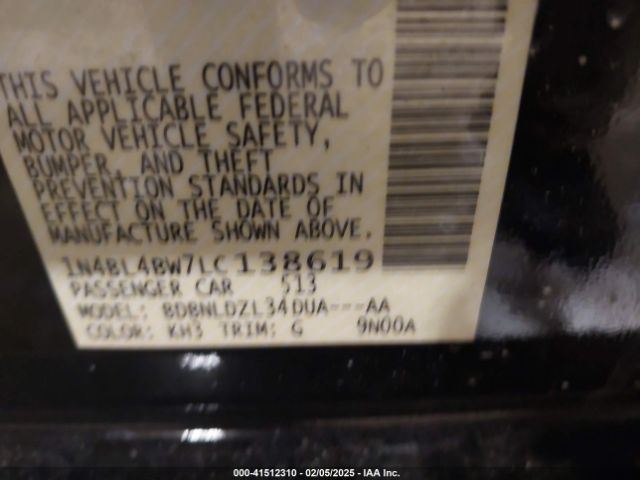 THIS VEHICLE CONFORMS TO
ALL APPLICABLE FEDERAL
MOTOR VEHICLE SAFETY,
BUMPER, AND THEFT
PREVENTION STANDARDS IN
EFFECT ON THE DATE OF
MANUFACTURE SHOWN ABOVE.
1N4BL4BW7LC138619
PASSENGER CAR 513
MODEL: BDBNLDZL34DUA---AA
COLOR: KH3 TRIM: G 9N00A
000-41512310 - 02/05/2025 - IAA Inc.